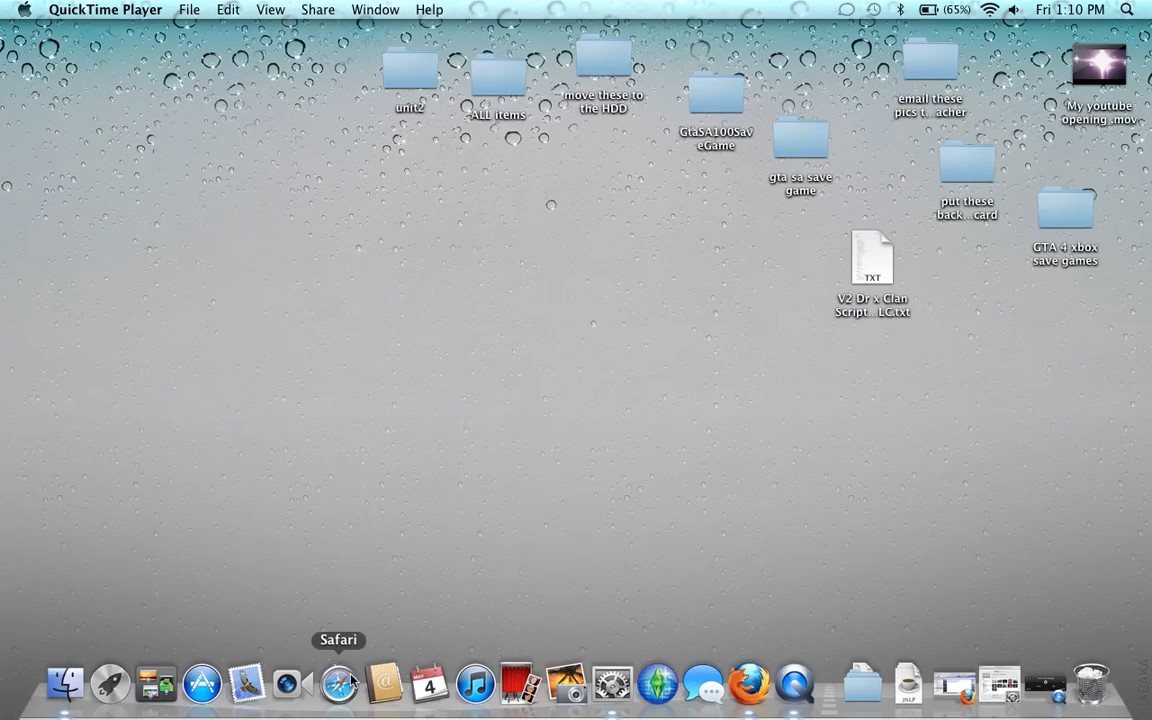 QuickTime Player File Edit View Share Window Help (65%) Fri 1:10 PM
unit2
ALL items
move these to
the HDD
GtaSA100Sav
eGame
gta sa save
game
email these
pics t...acher
My youtube
opening .mov
put these
back...card
GTA 4 xbox
save games
TXT
V2 Dr x Clan
Script...LC.txt
Safari
MAY
4
JNLP